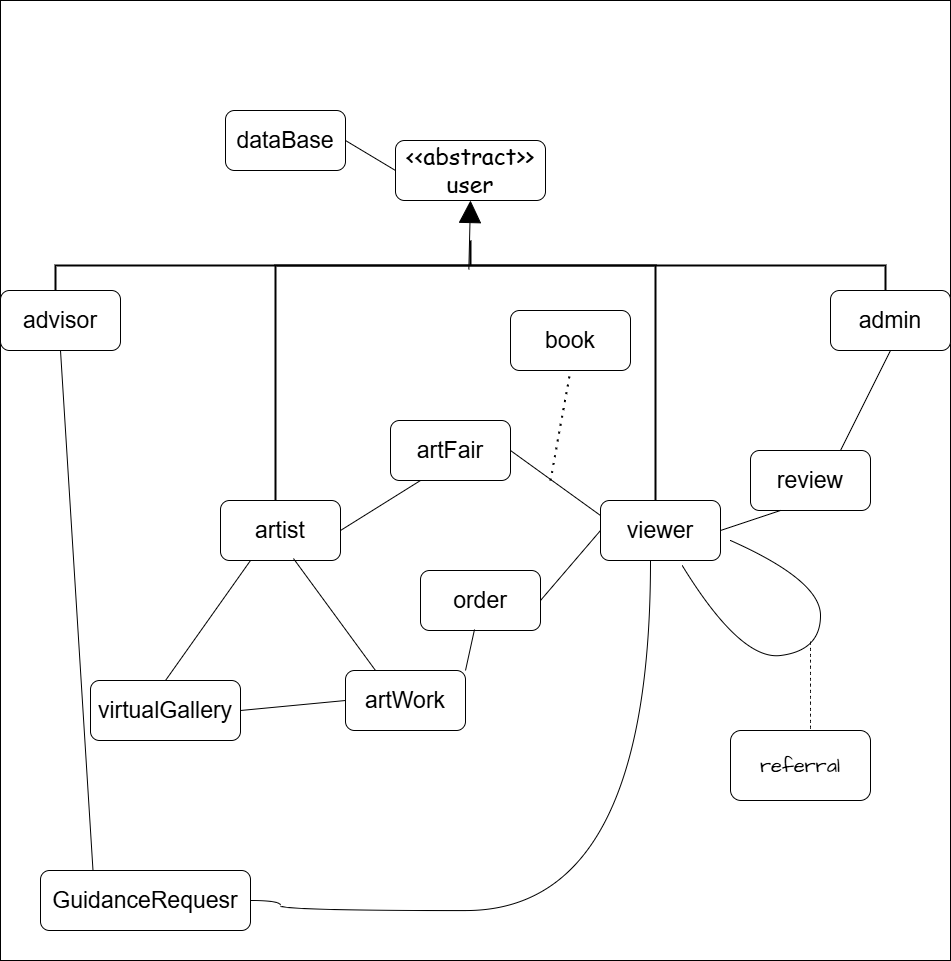 dataBase
<<abstract>>
user
advisor
admin
book
artFair
review
artist
viewer
order
virtualGallery
artWork
referral
GuidanceRequesr